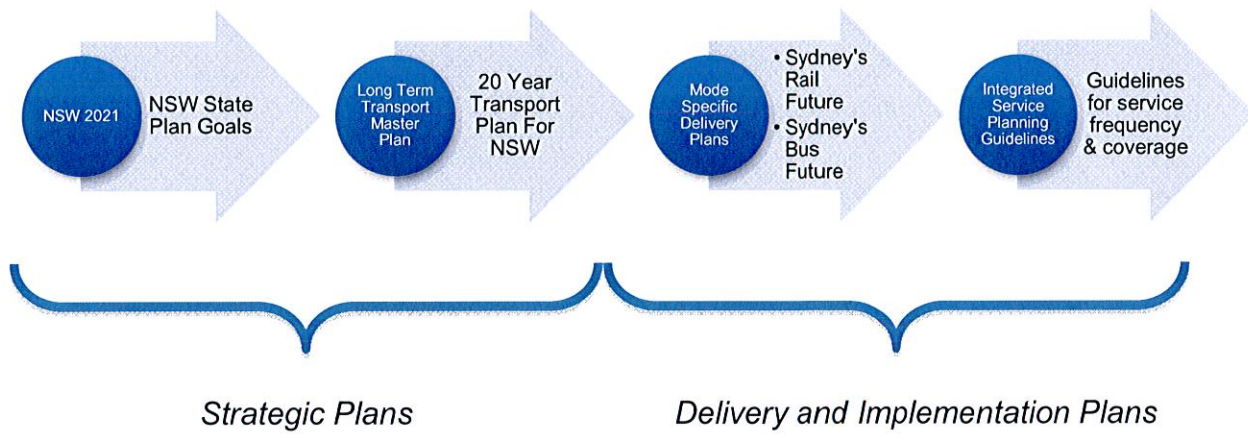 NSW 2021
NSW State
Plan Goals
Long Term
Transport
Master
Plan
20 Year
Transport
Plan For
NSW
Mode
Specific
Delivery
Plans
• Sydney's
Rail
Future
• Sydney's
Bus
Future
Integrated
Service
Planning
Guidelines
Guidelines
for service
frequency
& coverage
Strategic Plans
Delivery and Implementation Plans